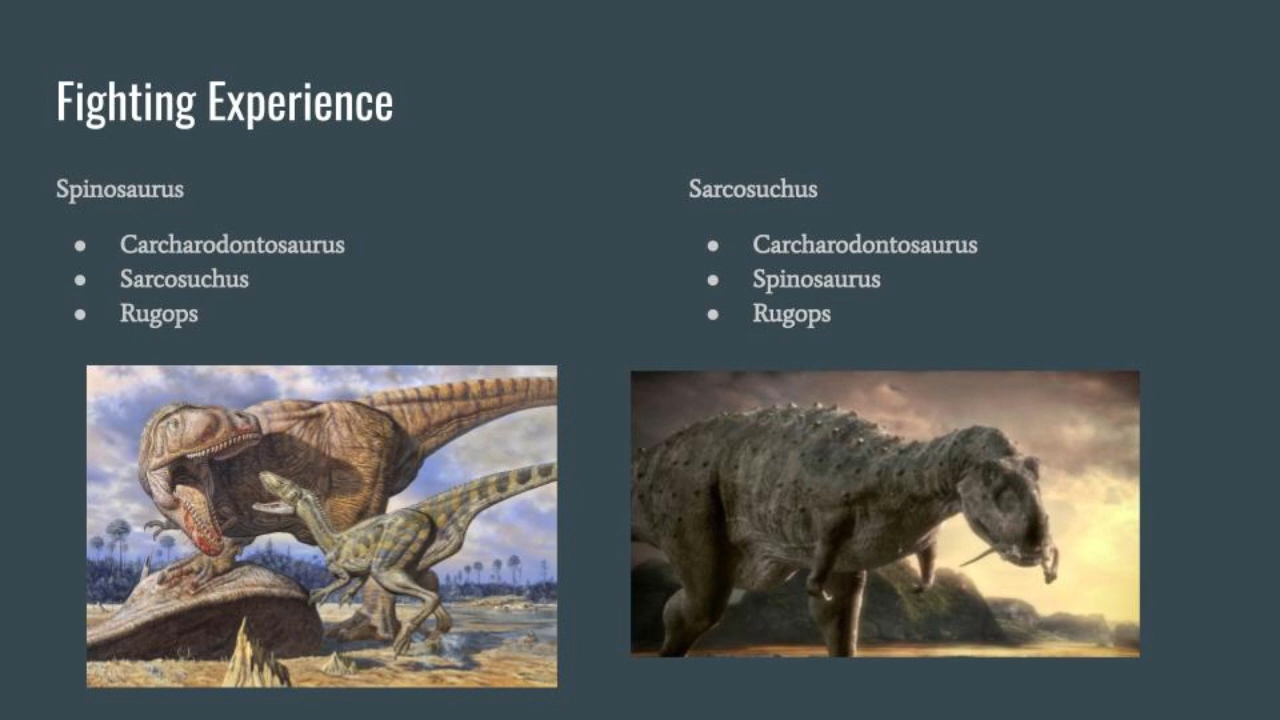 Fighting Experience
Spinosaurus
● Carcharodontosaurus
● Sarcosuchus
● Rugops
Sarcosuchus
● Carcharodontosaurus
● Spinosaurus
● Rugops